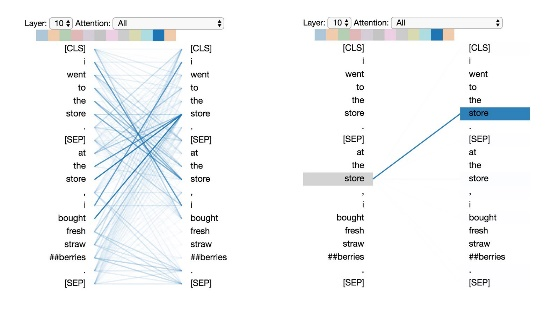 Layer: 10 Attention: All
[CLS] [CLS]
i i
went went
to to
the the
store store
. .
[SEP] [SEP]
at at
the the
store store
, ,
i i
bought bought
fresh fresh
straw straw
##berries ##berries
. .
[SEP] [SEP]
Layer: 10 Attention: All
[CLS] [CLS]
i i
went went
to to
the the
store store
. .
[SEP] [SEP]
at at
the the
store store
, ,
i i
bought bought
fresh fresh
straw straw
##berries ##berries
. .
[SEP] [SEP]